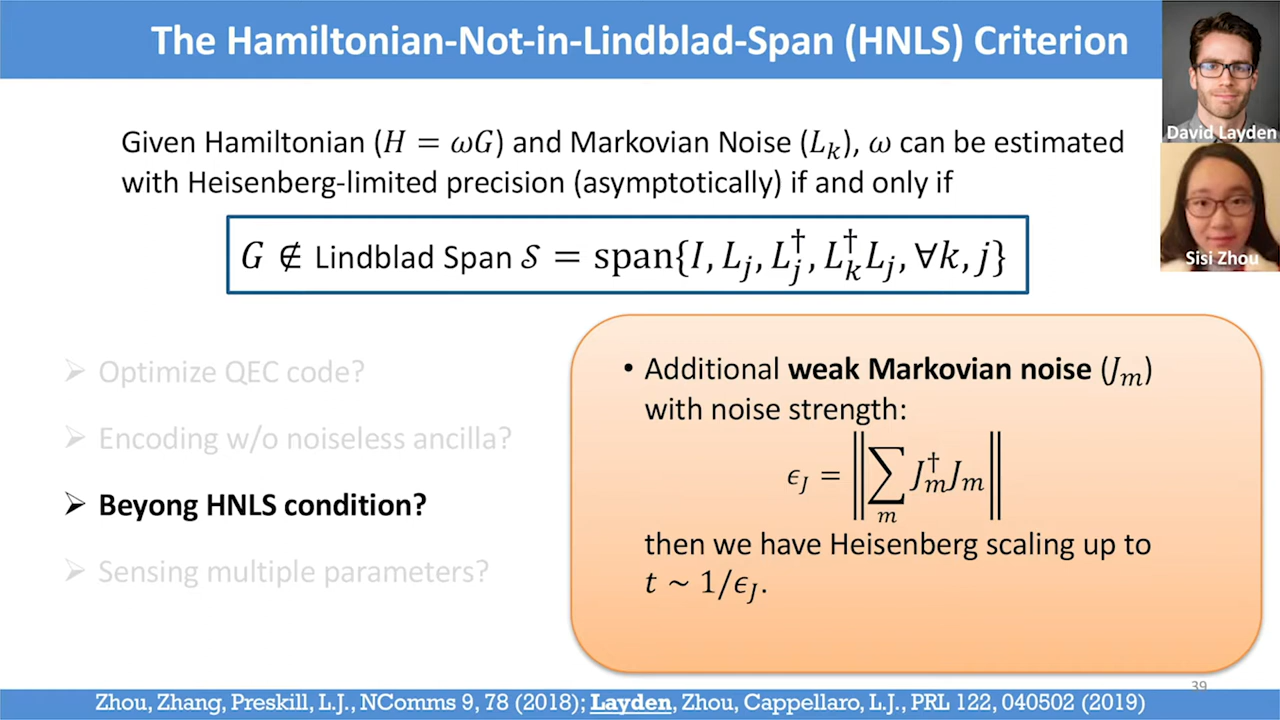 The Hamiltonian-Not-in-Lindblad-Span (HNLS) Criterion
David Layden
Sisi Zhou
Given Hamiltonian (H = ωG) and Markovian Noise (Lₖ), ω can be estimated
with Heisenberg-limited precision (asymptotically) if and only if
G ∉ Lindblad Span 𝒮 = span{I, L_j, L_j^†, L_k^† L_j, ∀k, j}
➢ Optimize QEC code?
➢ Encoding w/o noiseless ancilla?
➢ Beyong HNLS condition?
➢ Sensing multiple parameters?
• Additional weak Markovian noise (J_m)
with noise strength:
ϵ_J = ‖∑_m J_m^† J_m‖
then we have Heisenberg scaling up to
t ~ 1/ϵ_J.
39
Zhou, Zhang, Preskill, L.J., NComms 9, 78 (2018); Layden, Zhou, Cappellaro, L.J., PRL 122, 040502 (2019)